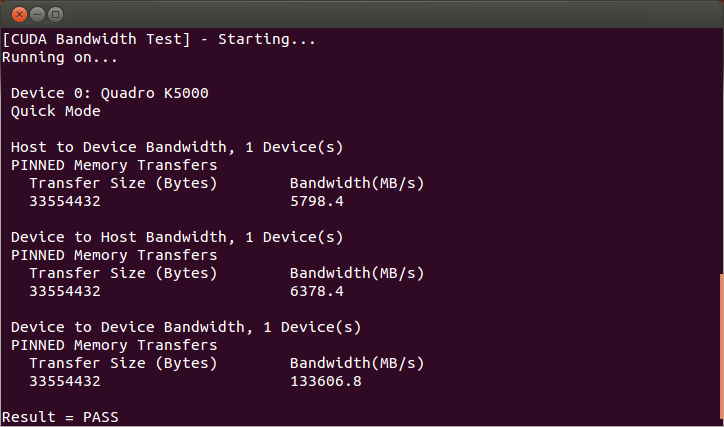 [CUDA Bandwidth Test] - Starting...
Running on...
Device 0: Quadro K5000
Quick Mode
Host to Device Bandwidth, 1 Device(s)
PINNED Memory Transfers
Transfer Size (Bytes) Bandwidth(MB/s)
33554432 5798.4
Device to Host Bandwidth, 1 Device(s)
PINNED Memory Transfers
Transfer Size (Bytes) Bandwidth(MB/s)
33554432 6378.4
Device to Device Bandwidth, 1 Device(s)
PINNED Memory Transfers
Transfer Size (Bytes) Bandwidth(MB/s)
33554432 133606.8
Result = PASS